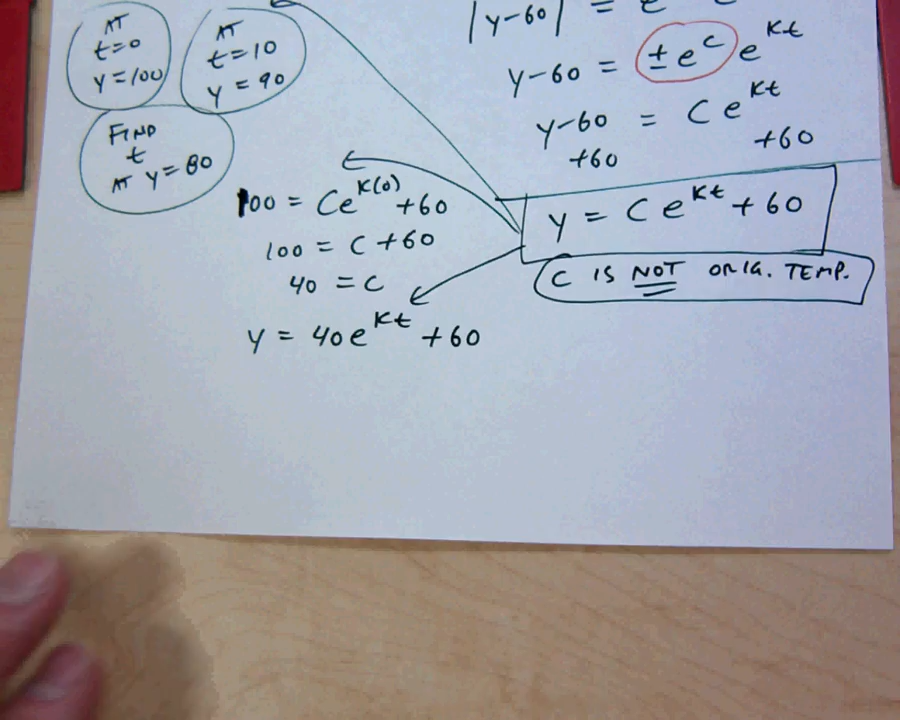 AT
t=0
y=100
AT
t=10
y=90
FIND
t
AT y=80
|y-60| = e
y-60 = ±e^c e^kt
y-60 = Ce^kt
+60 +60
y = Ce^kt + 60
C IS NOT ORIG. TEMP.
100 = Ce^k(0) +60
100 = C +60
40 = C
y = 40e^kt +60